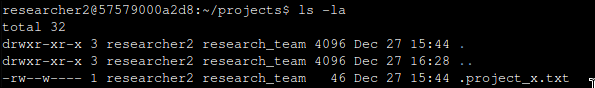 researcher2@57579000a2d8:~/projects$ ls -la
total 32
drwxr-xr-x 3 researcher2 research_team 4096 Dec 27 15:44 .
drwxr-xr-x 3 researcher2 research_team 4096 Dec 27 16:28 ..
-rw--w---- 1 researcher2 research_team   46 Dec 27 15:44 .project_x.txt